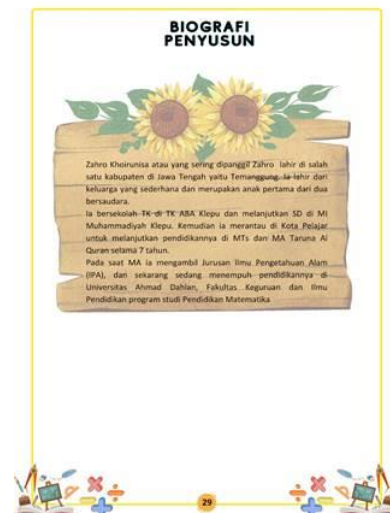 BIOGRAFI
PENYUSUN
Zahro Khoirunisa atau yang sering dipanggil Zahro lahir di salah
satu kabupaten di Jawa Tengah yaitu Temanggung. Ia lahir dari
keluarga yang sederhana dan merupakan anak pertama dari dua
bersaudara.
Ia bersekolah TK di TK ABA Klepu dan melanjutkan SD di MI
Muhammadiyah Klepu. Kemudian ia merantau di Kota Pelajar
untuk melanjutkan pendidikannya di MTs dan MA Taruna Al
Quran selama 7 tahun.
Pada saat MA ia mengambil Jurusan Ilmu Pengetahuan Alam
(IPA), dan sekarang sedang menempuh pendidikannya di
Universitas Ahmad Dahlan, Fakultas Keguruan dan Ilmu
Pendidikan program studi Pendidikan Matematika
29